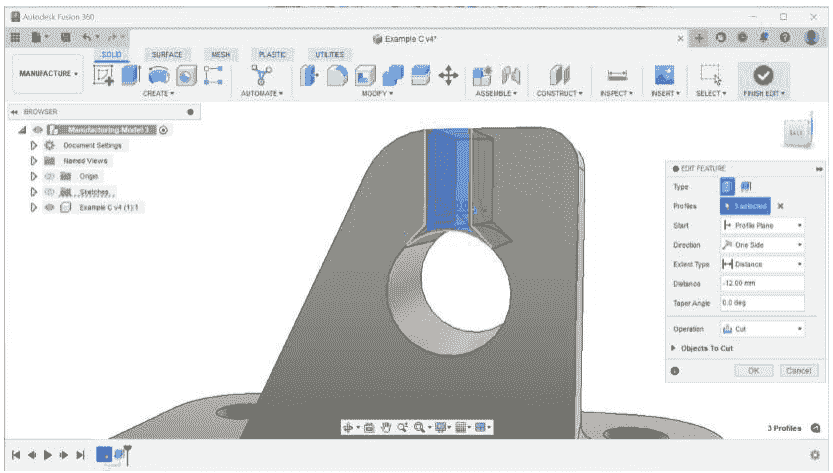 Autodesk Fusion 360
Example C v4*
SOLID SURFACE MESH PLASTIC UTILITIES
MANUFACTURE
CREATE AUTOMATE MODIFY ASSEMBLE CONSTRUCT INSPECT INSERT SELECT FINISH EDIT
BROWSER
Manufacturing Model 3
Document Settings
Named Views
Origin
Sketches
Example C v4 (1):1
BACK
EDIT FEATURE
Type
Profiles 3 selected
Start Profile Plane
Direction One Side
Extent Type Distance
Distance -12.00 mm
Taper Angle 0.0 deg
Operation Cut
Objects To Cut
OK Cancel
3 Profiles